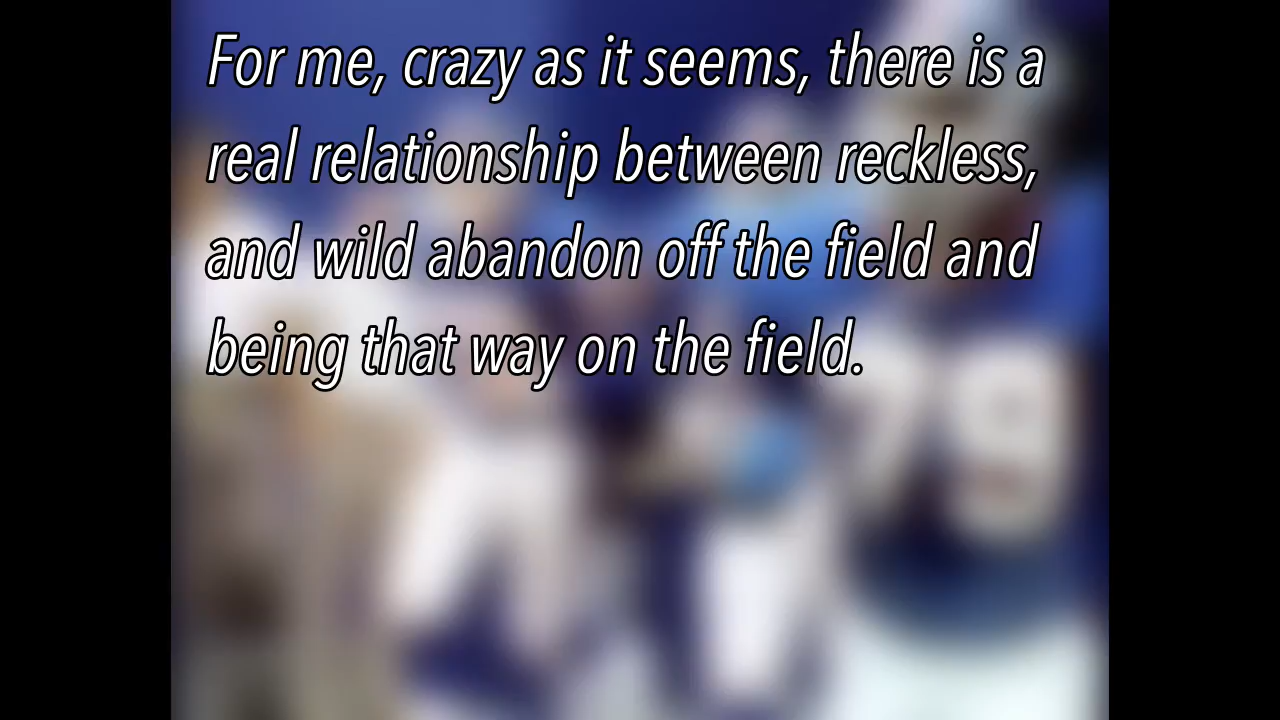 For me, crazy as it seems, there is a
real relationship between reckless,
and wild abandon off the field and
being that way on the field.
79